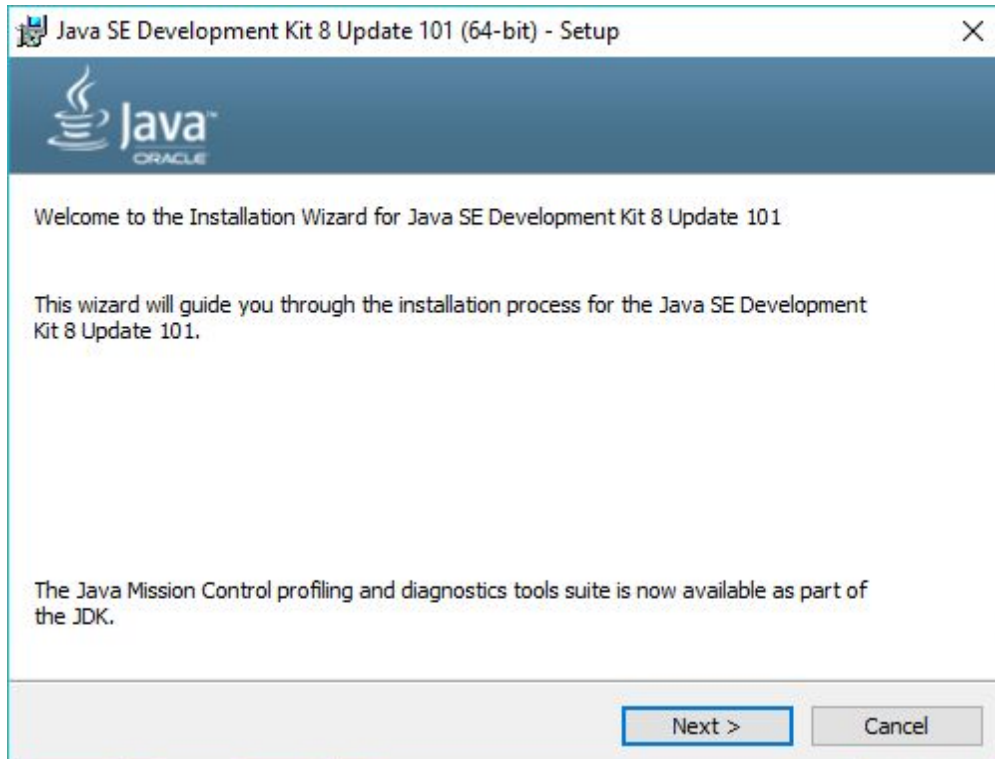 Java SE Development Kit 8 Update 101 (64-bit) - Setup
Java™
ORACLE
Welcome to the Installation Wizard for Java SE Development Kit 8 Update 101
This wizard will guide you through the installation process for the Java SE Development
Kit 8 Update 101.
The Java Mission Control profiling and diagnostics tools suite is now available as part of
the JDK.
Next >
Cancel